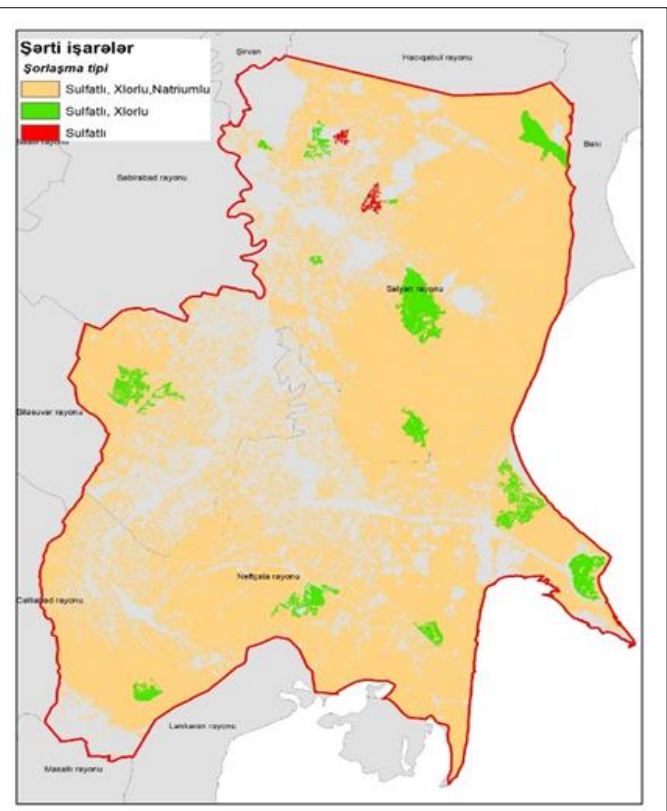 Şərti işarələr
Şorlaşma tipi
Sulfatlı, Xlorlu,Natriumlu
Sulfatlı, Xlorlu
Sulfatlı
Şirvan
Hacıqabul rayonu
Bakı
Sabirabad rayonu
Salyan rayonu
Biləsuvar rayonu
Neftçala rayonu
Cəlilabad rayonu
Lənkəran rayonu
Masallı rayonu